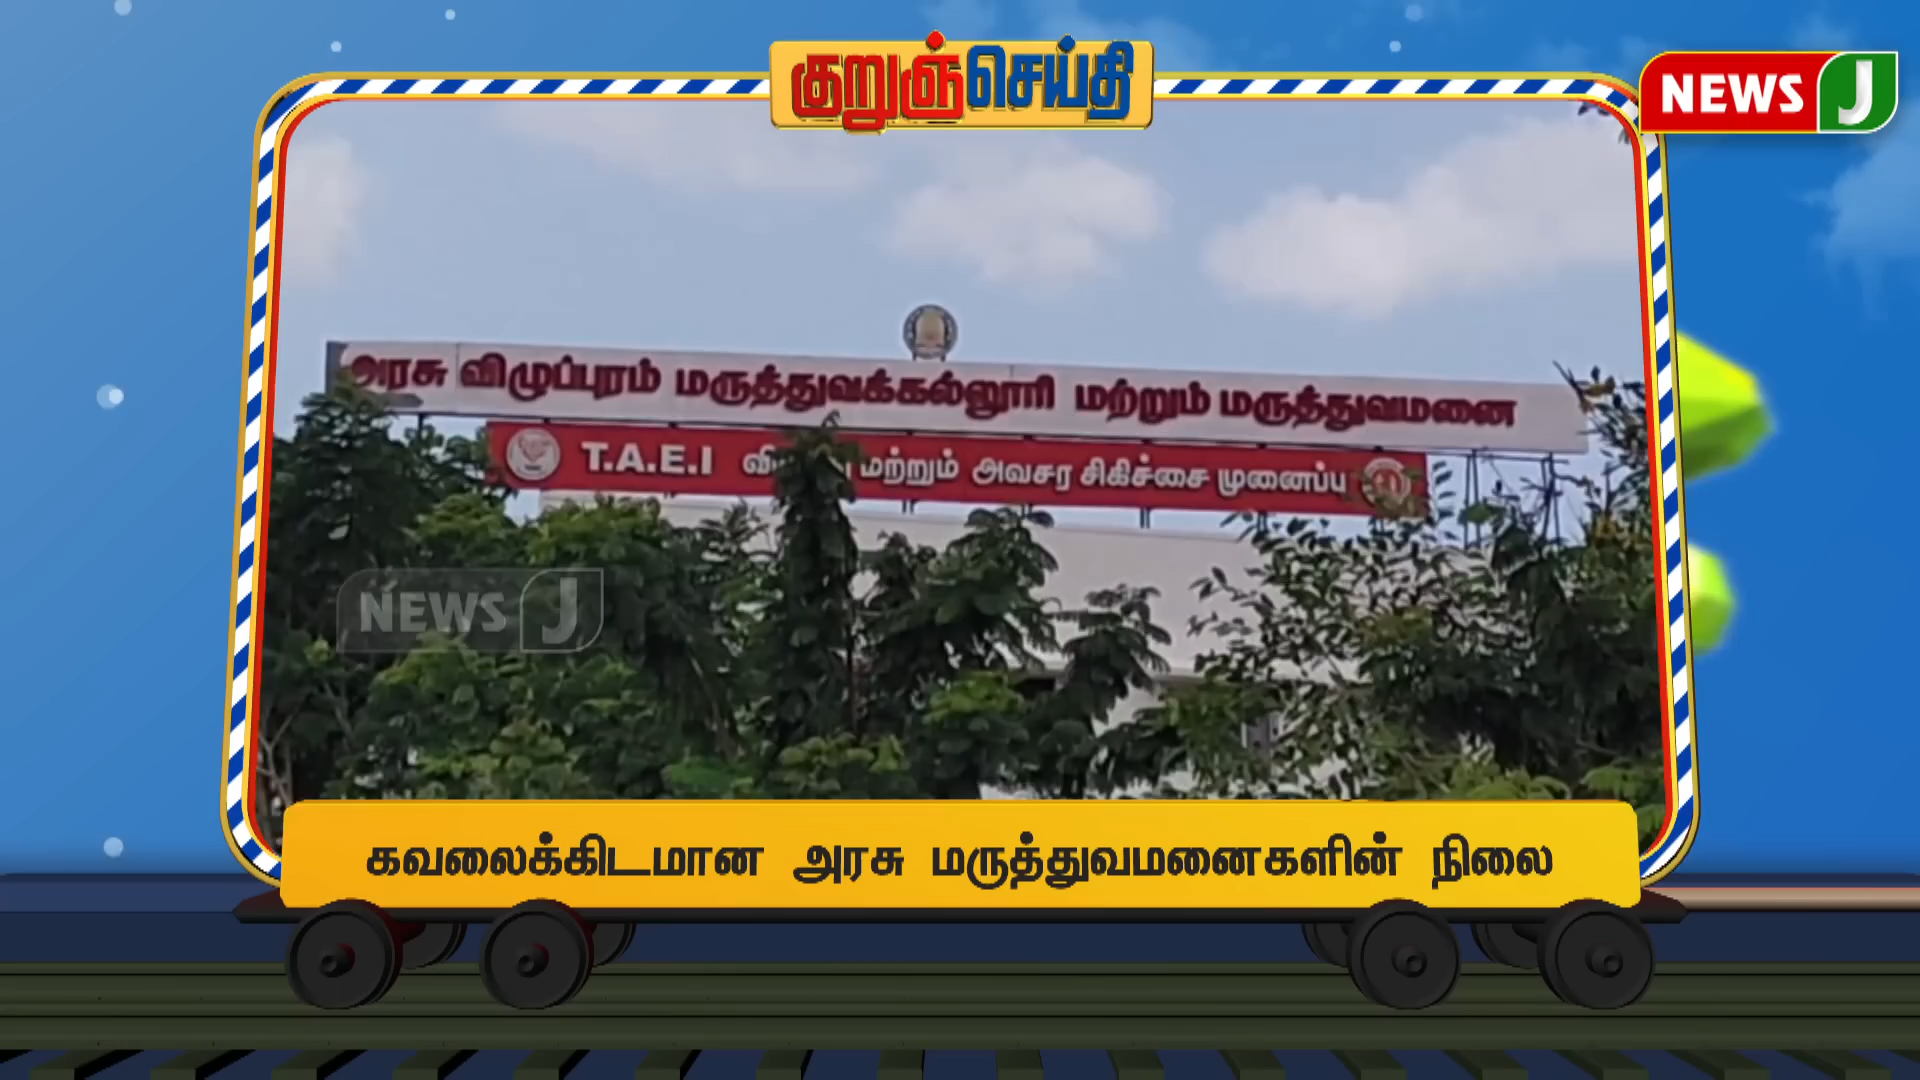 குறுஞ்செய்தி
NEWS J
அரசு விழுப்புரம் மருத்துவக்கல்லூரி மற்றும் மருத்துவமனை
T.A.E.I மற்றும் அவசர சிகிச்சை முனைப்பு
NEWS J
கவலைக்கிடமான அரசு மருத்துவமனைகளின் நிலை